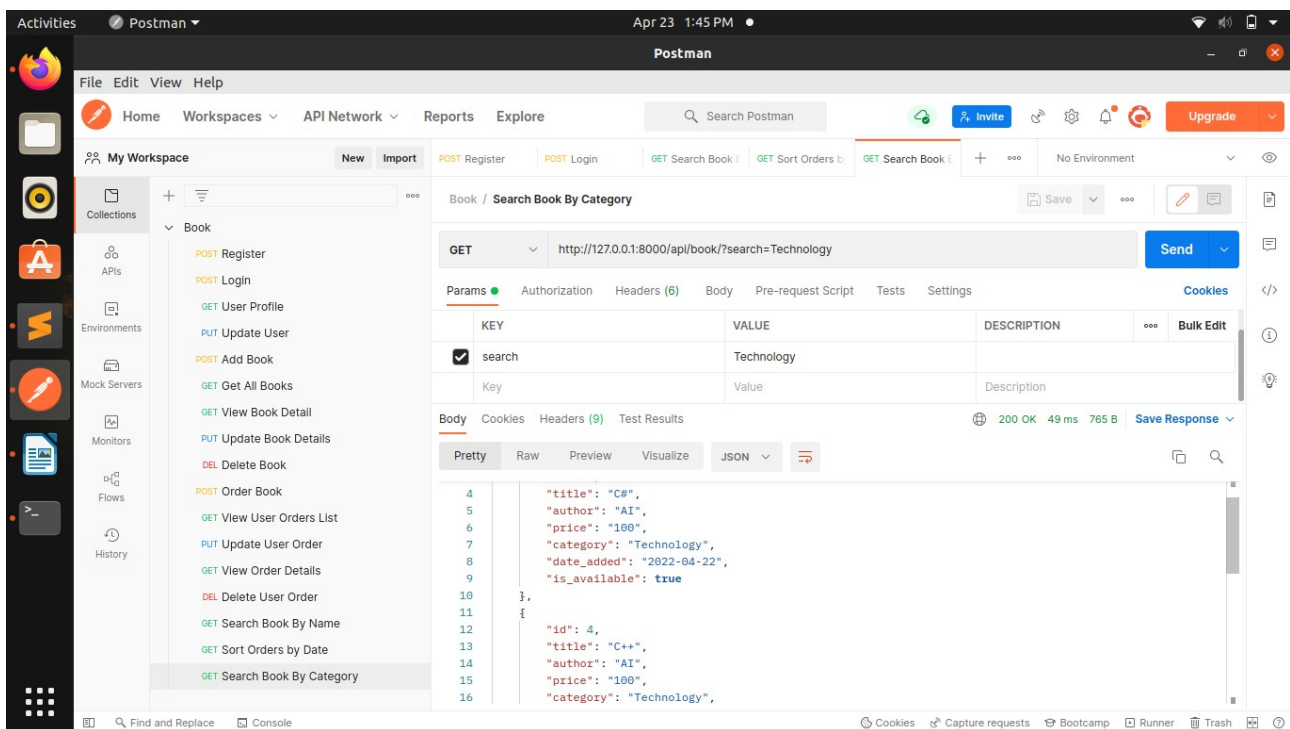 Activities Postman Apr 23 1:45 PM
Postman
File Edit View Help
Home Workspaces API Network Reports Explore Search Postman Invite Upgrade
My Workspace New Import POST Register POST Login GET Search Book GET Sort Orders b GET Search Book No Environment
Collections
APIs
Environments
Mock Servers
Monitors
Flows
History
Book
POST Register
POST Login
GET User Profile
PUT Update User
POST Add Book
GET Get All Books
GET View Book Detail
PUT Update Book Details
DEL Delete Book
POST Order Book
GET View User Orders List
PUT Update User Order
GET View Order Details
DEL Delete User Order
GET Search Book By Name
GET Sort Orders by Date
GET Search Book By Category
Book / Search Book By Category Save
GET http://127.0.0.1:8000/api/book/?search=Technology Send
Params Authorization Headers (6) Body Pre-request Script Tests Settings Cookies
KEY VALUE DESCRIPTION Bulk Edit
search Technology
Key Value Description
Body Cookies Headers (9) Test Results 200 OK 49 ms 765 B Save Response
Pretty Raw Preview Visualize JSON
4 "title": "C#",
5 "author": "AI",
6 "price": "100",
7 "category": "Technology",
8 "date_added": "2022-04-22",
9 "is_available": true
10 },
11 {
12 "id": 4,
13 "title": "C++",
14 "author": "AI",
15 "price": "100",
16 "category": "Technology",
Find and Replace Console Cookies Capture requests Bootcamp Runner Trash